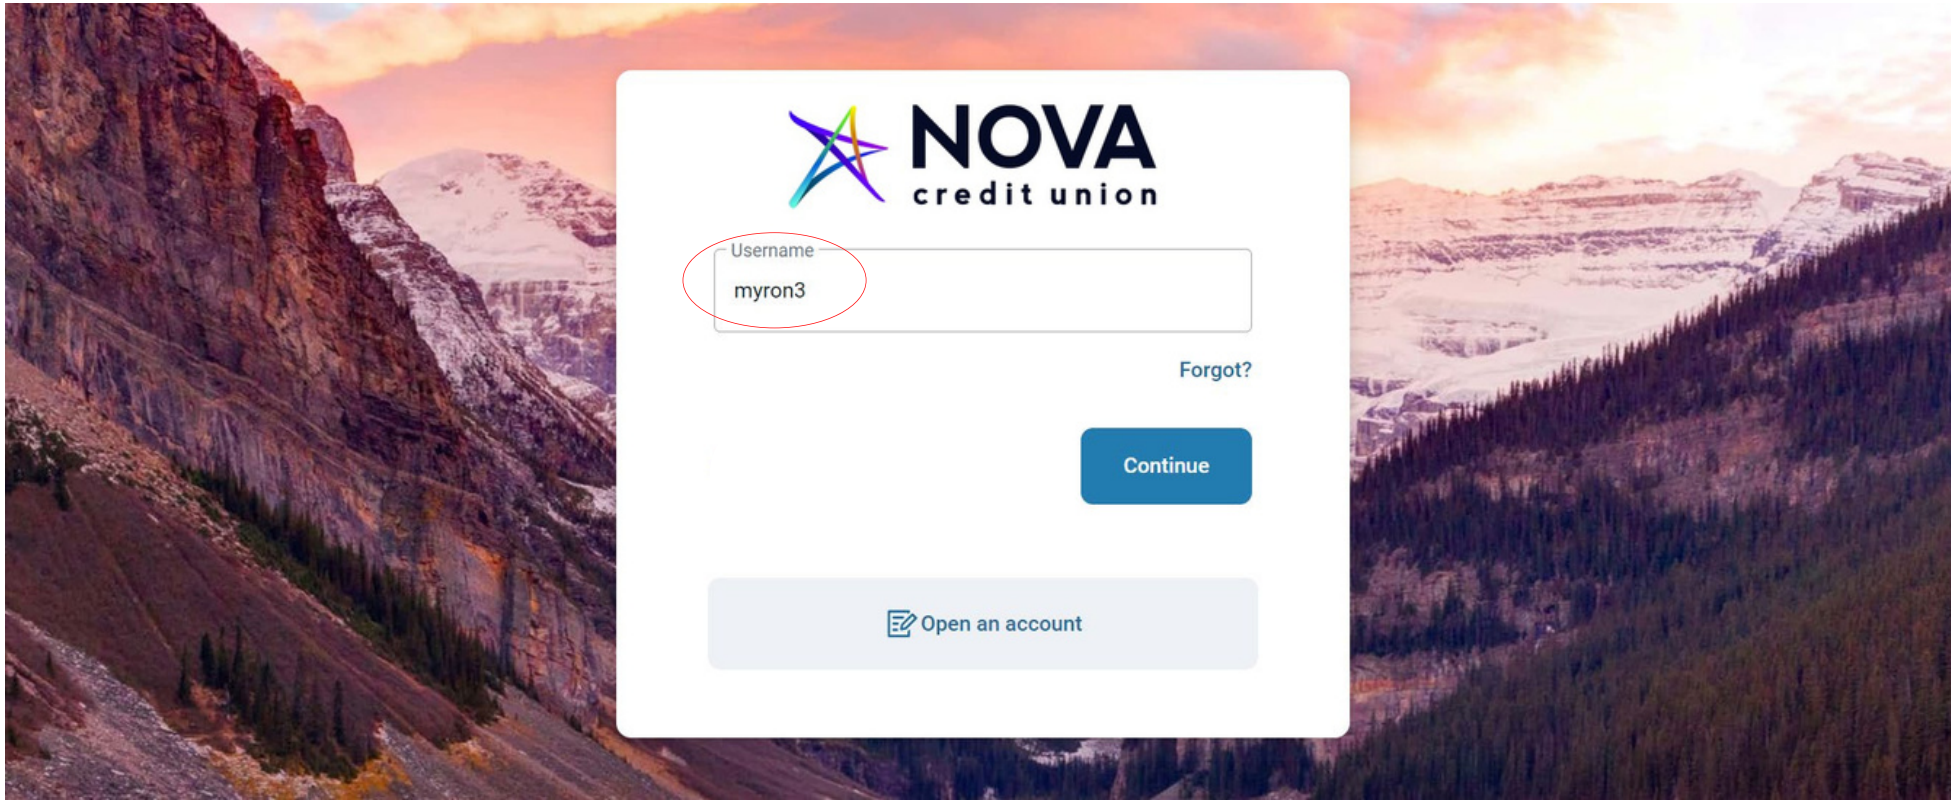 NOVA
credit union
Username
myron3
Forgot?
Continue
Open an account